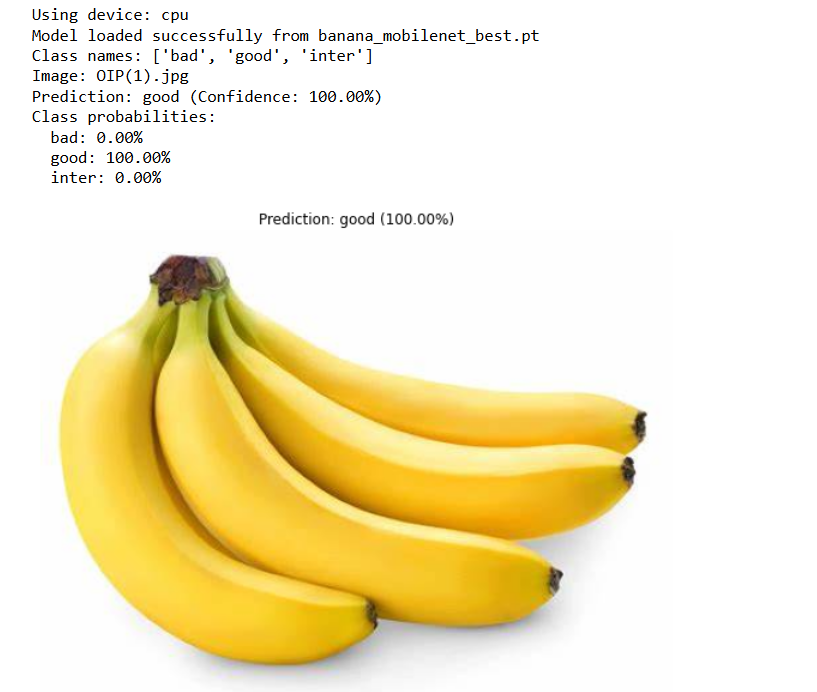 Using device: cpu
Model loaded successfully from banana_mobilenet_best.pt
Class names: ['bad', 'good', 'inter']
Image: OIP(1).jpg
Prediction: good (Confidence: 100.00%)
Class probabilities:
  bad: 0.00%
  good: 100.00%
  inter: 0.00%
Prediction: good (100.00%)